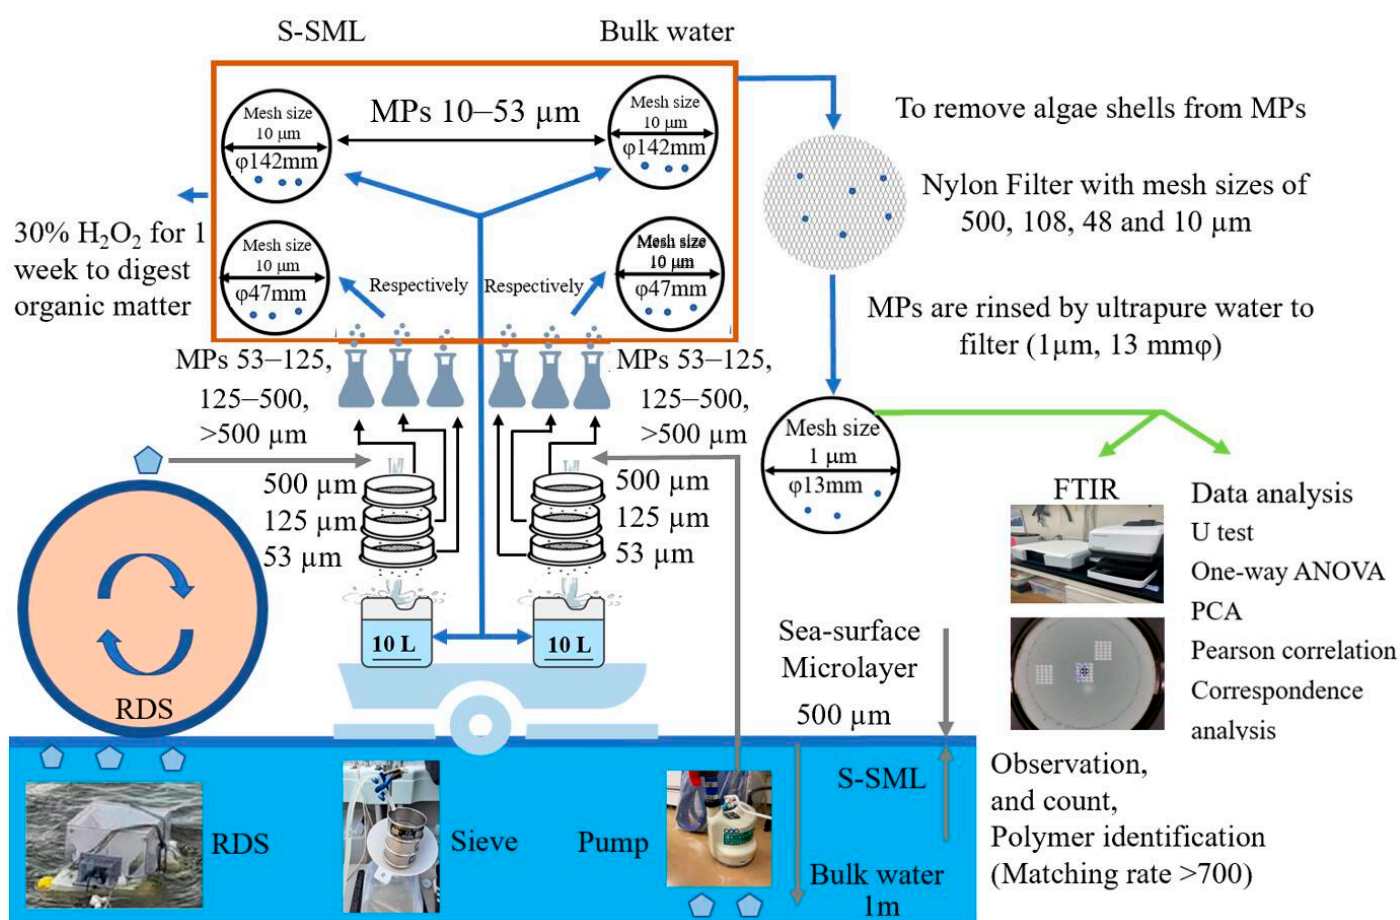 S-SML
Bulk water
Mesh size
10 µm
φ142mm
MPs 10–53 µm
Mesh size
10 µm
φ142mm
Mesh size
10 µm
φ47mm
Respectively
Respectively
Mesh size
10 µm
φ47mm
30% H₂O₂ for 1
week to digest
organic matter
To remove algae shells from MPs
Nylon Filter with mesh sizes of
500, 108, 48 and 10 µm
MPs are rinsed by ultrapure water to
filter (1µm, 13 mmφ)
MPs 53–125,
125–500,
>500 µm
MPs 53–125,
125–500,
>500 µm
500 µm
125 µm
53 µm
500 µm
125 µm
53 µm
10 L
10 L
RDS
Mesh size
1 µm
φ13mm
FTIR
Data analysis
U test
One-way ANOVA
PCA
Pearson correlation
Correspondence
analysis
Sea-surface
Microlayer
500 µm
S-SML
Bulk water
1m
RDS
Sieve
Pump
Observation,
and count,
Polymer identification
(Matching rate >700)